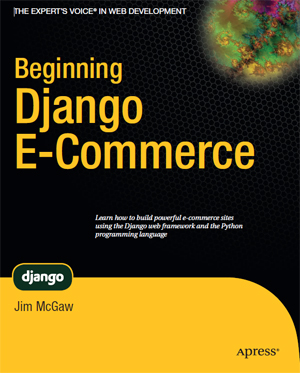 THE EXPERT'S VOICE® IN WEB DEVELOPMENT
Beginning
Django
E-Commerce
Learn how to build powerful e-commerce sites
using the Django web framework and the Python
programming language
django
Jim McGaw
Apress®